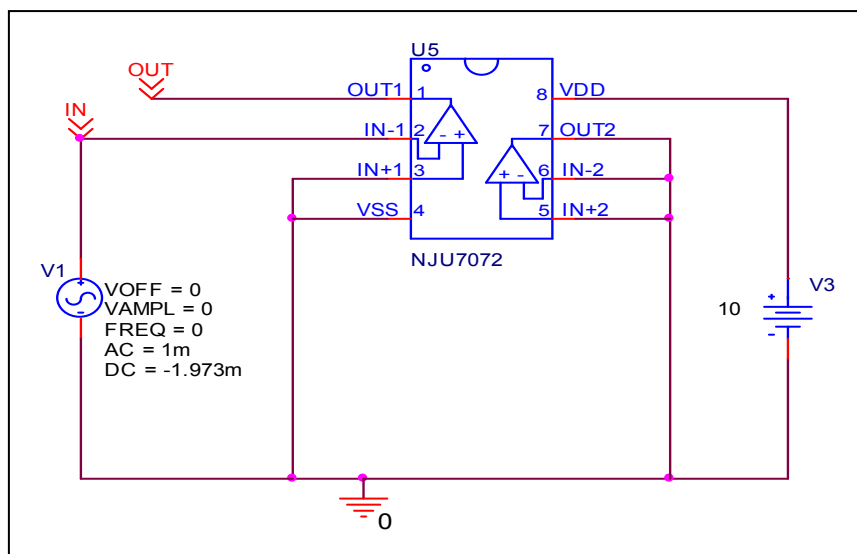 U5
OUT
OUT1
1
8
VDD
IN
IN-1
2
7
OUT2
- +
IN+1
3
+ -
6
IN-2
VSS
4
5
IN+2
NJU7072
V1
+
-
VOFF = 0
VAMPL = 0
FREQ = 0
AC = 1m
DC = -1.973m
V3
+
10
-
0